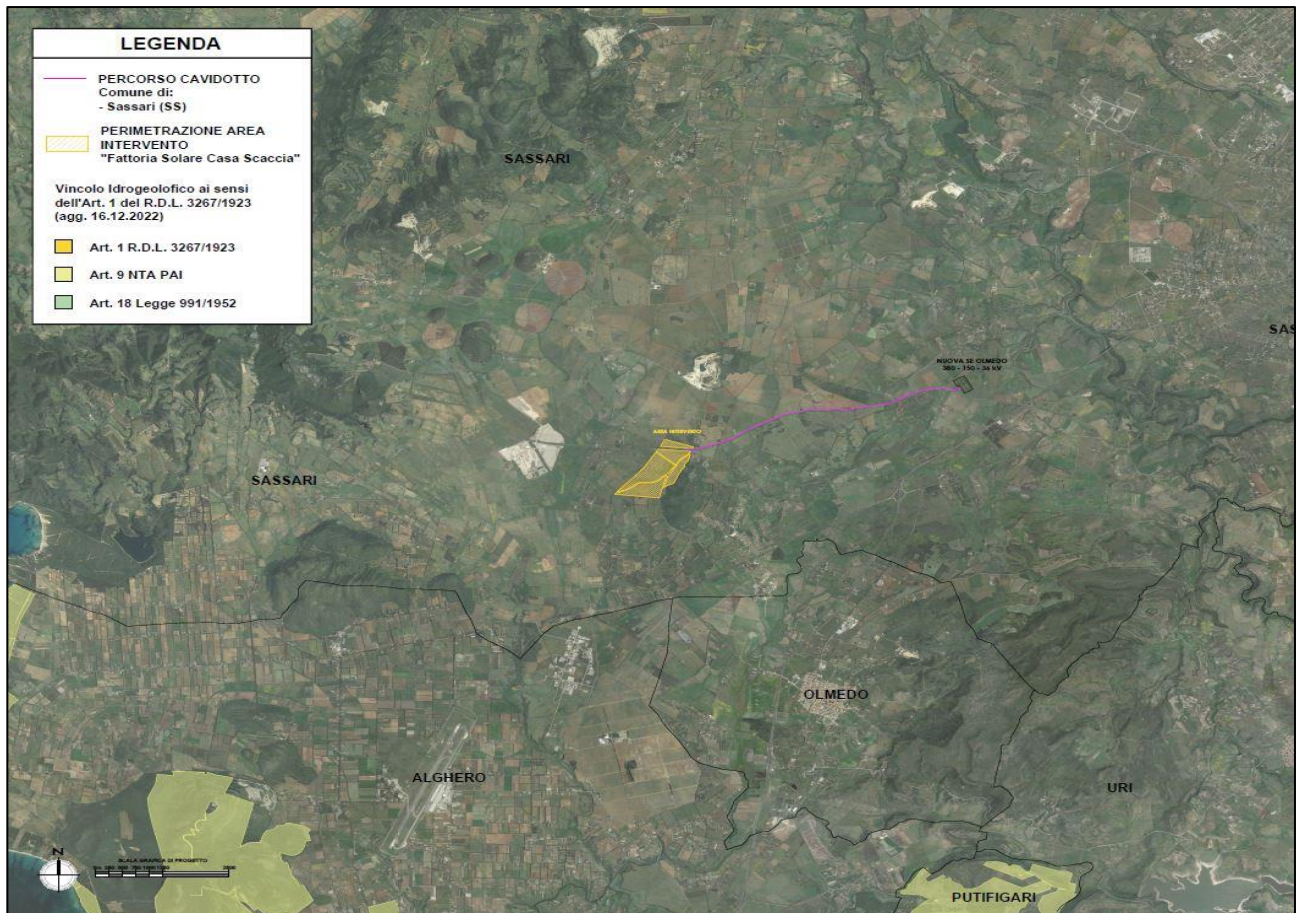 LEGENDA
PERCORSO CAVIDOTTO
Comune di:
- Sassari (SS)
PERIMETRAZIONE AREA
INTERVENTO
"Fattoria Solare Casa Scaccia"
Vincolo Idrogeolofico ai sensi
dell'Art. 1 del R.D.L. 3267/1923
(agg. 16.12.2022)
Art. 1 R.D.L. 3267/1923
Art. 9 NTA PAI
Art. 18 Legge 991/1952
SASSARI
SAS
NUOVA SE OLMEDO
380 - 150 - 36 kV
AREA INTERVENTO
SASSARI
OLMEDO
ALGHERO
URI
N
SCALA GRAFICA DI PROGETTO
PUTIFIGARI